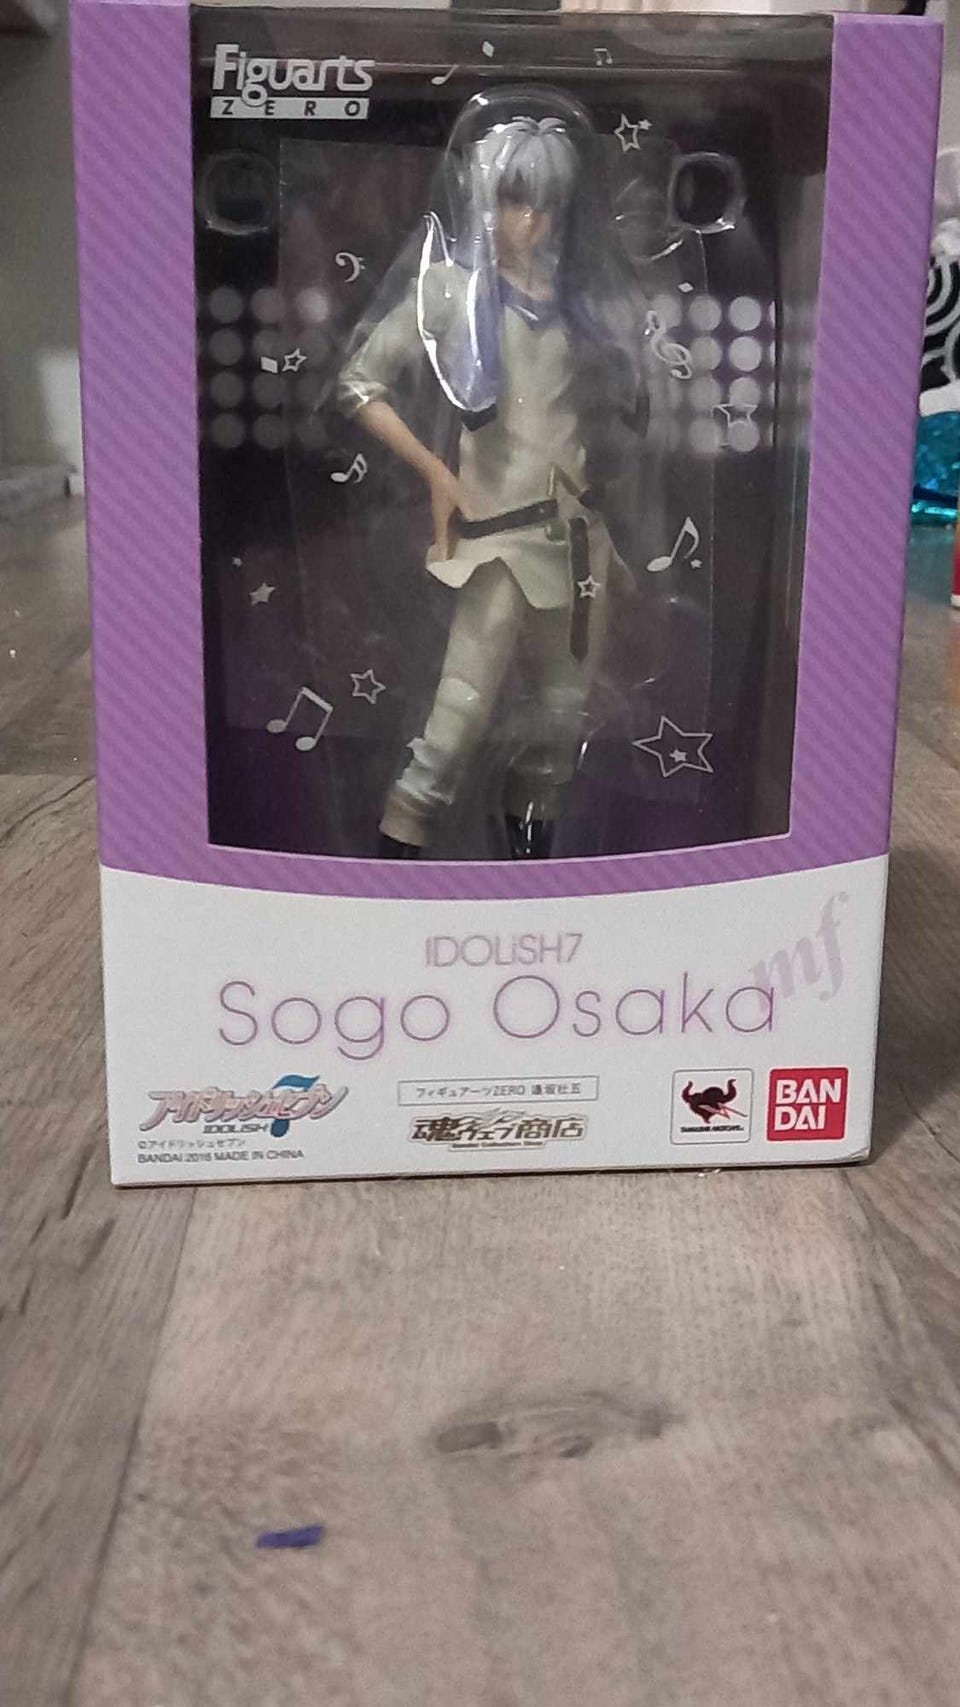 Figuarts
ZERO
IDOLiSH7
Sogo Osaka
mf
アイドリッシュセブン
IDOLiSH7
©アイドリッシュセブン
BANDAI 2016 MADE IN CHINA
フィギュアーツZERO 逢坂壮五
魂ウェブ商店
TAMASHII NATIONS
BAN
DAI